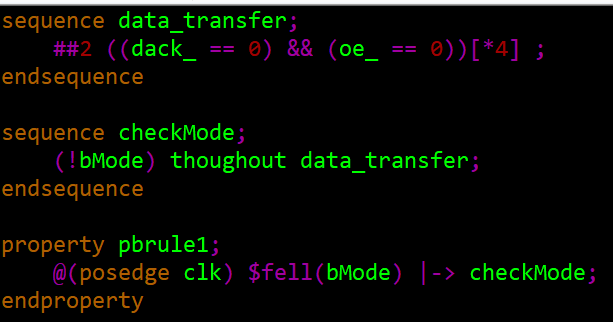 sequence data_transfer;
    ##2 ((dack_ == 0) && (oe_ == 0))[*4] ;
endsequence

sequence checkMode;
    (!bMode) thoughout data_transfer;
endsequence

property pbrule1;
    @(posedge clk) $fell(bMode) |-> checkMode;
endproperty